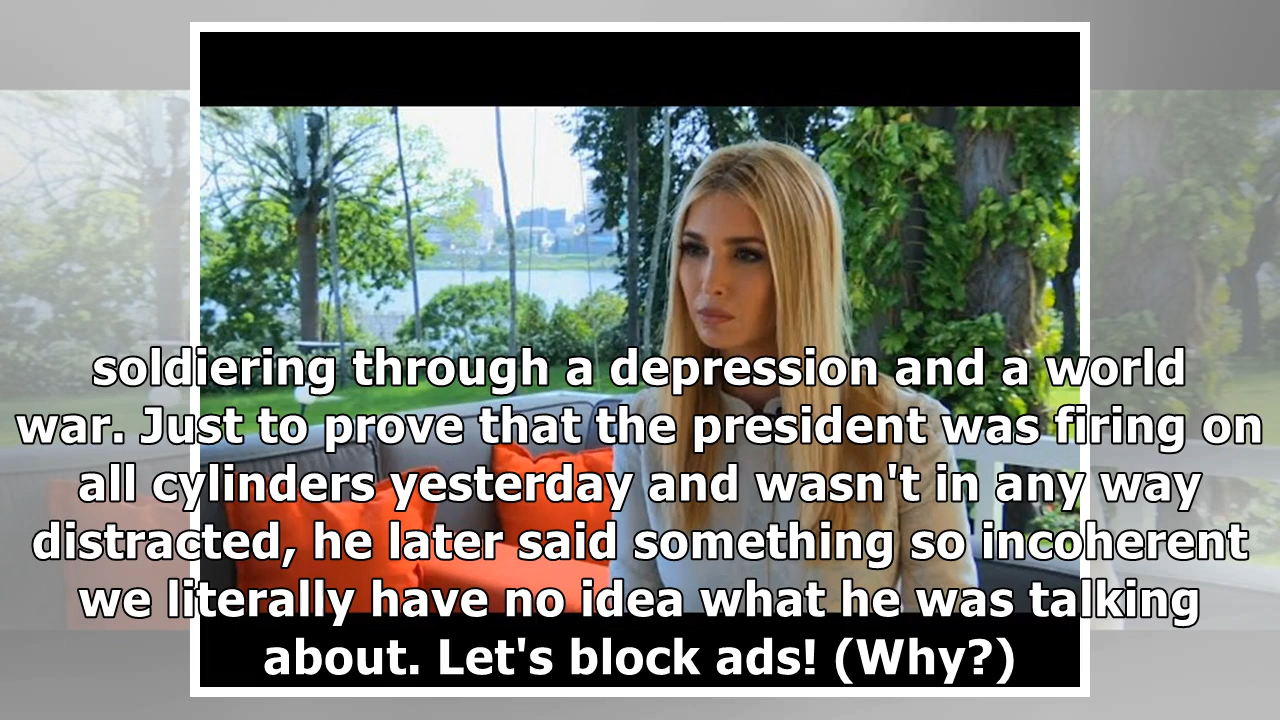 soldiering through a depression and a world
war. Just to prove that the president was firing on
all cylinders yesterday and wasn't in any way
distracted, he later said something so incoherent
we literally have no idea what he was talking
about. Let's block ads! (Why?)